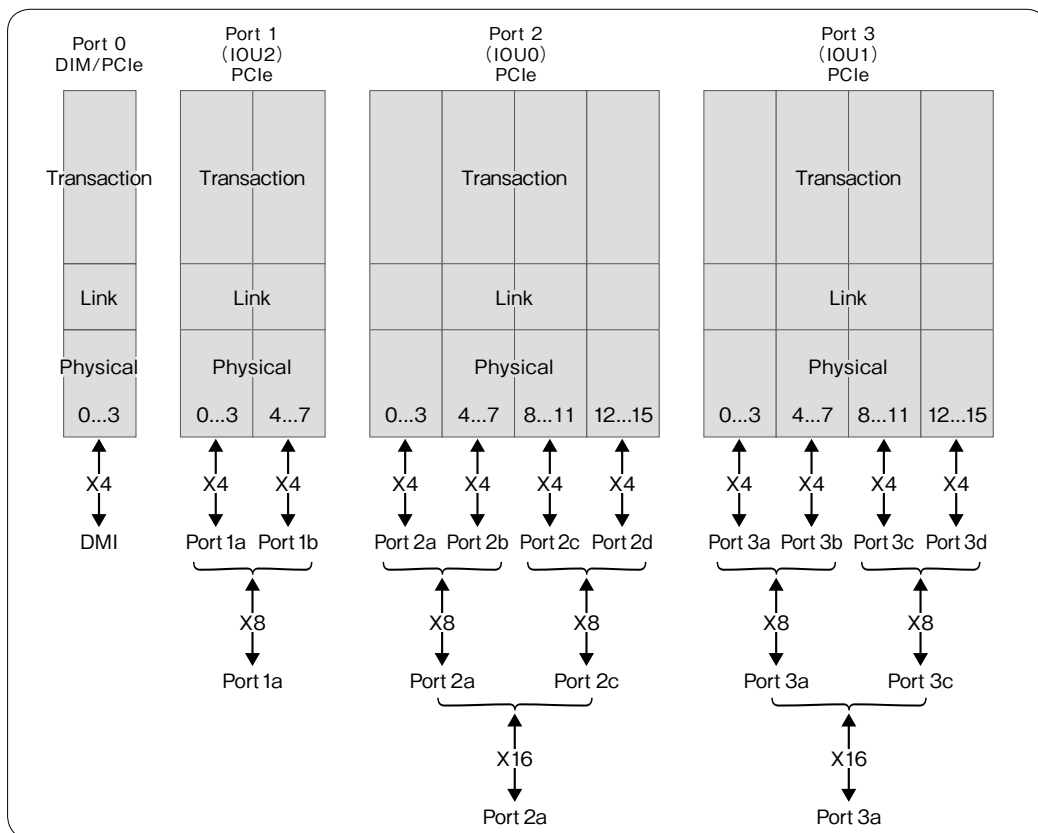 Port 0
DIM/PCIe
Port 1
(IOU2)
PCIe
Port 2
(IOU0)
PCIe
Port 3
(IOU1)
PCIe
Transaction Transaction Transaction Transaction
Link Link Link Link
Physical Physical Physical Physical
0...3 0...3 4...7 0...3 4...7 8...11 12...15 0...3 4...7 8...11 12...15
X4 X4 X4 X4 X4 X4 X4 X4 X4 X4 X4
DMI Port 1a Port 1b Port 2a Port 2b Port 2c Port 2d Port 3a Port 3b Port 3c Port 3d
X8 X8 X8 X8 X8
Port 1a Port 2a Port 2c Port 3a Port 3c
X16 X16
Port 2a Port 3a